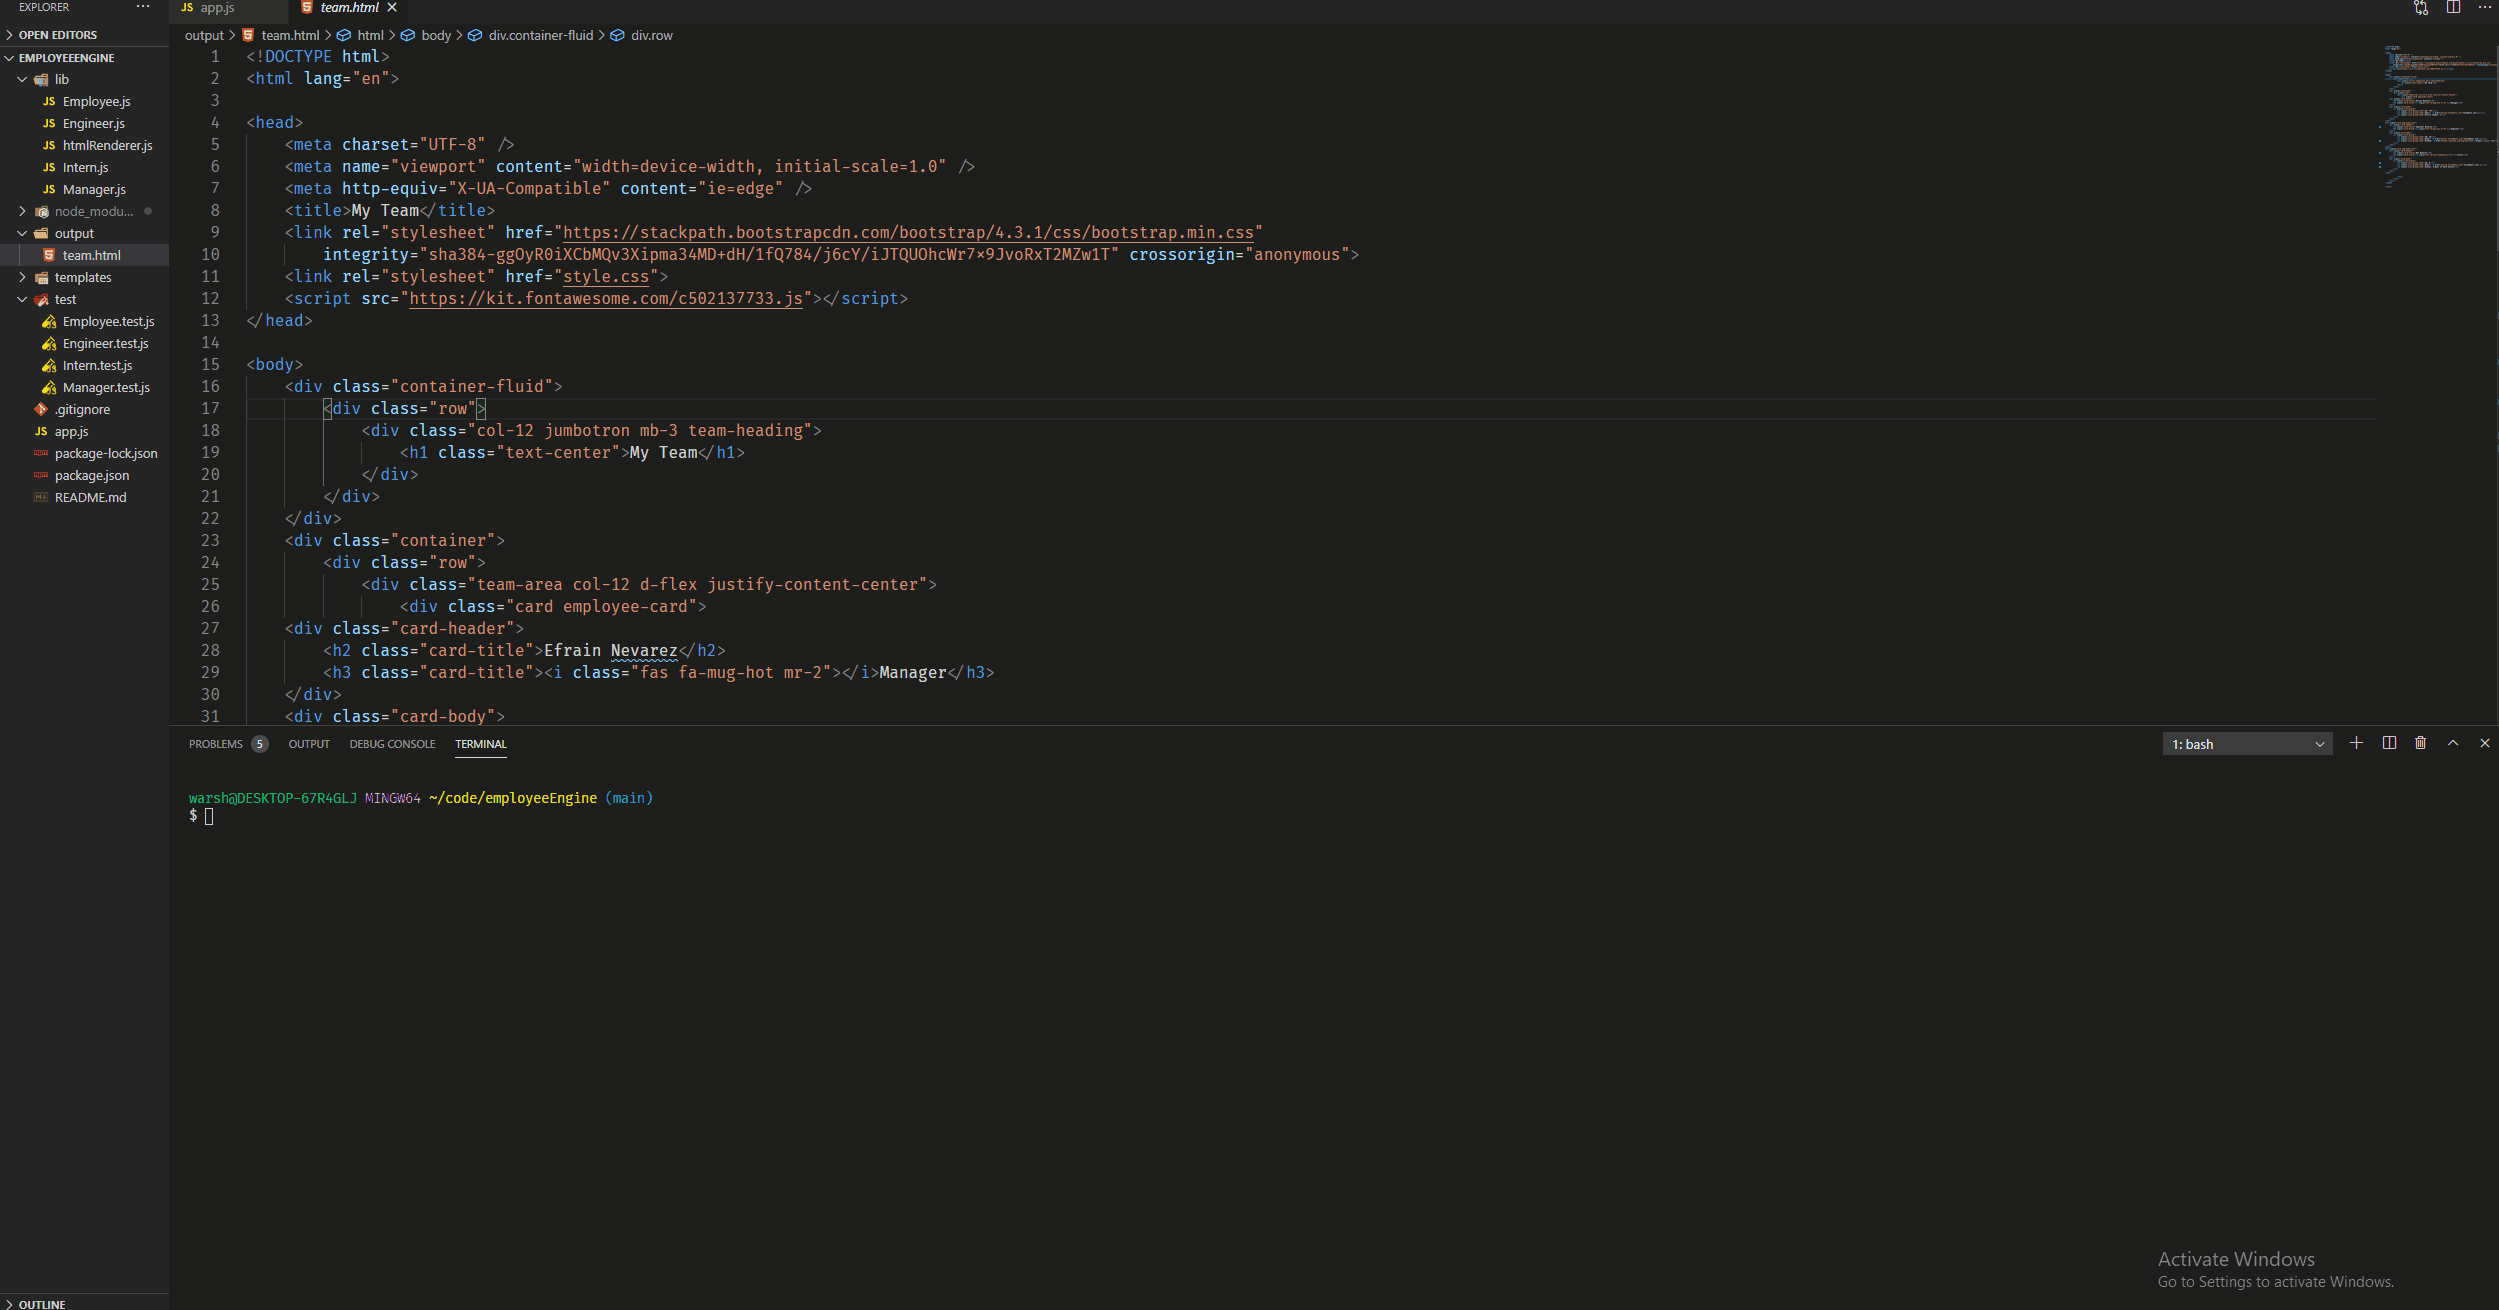 EXPLORER
OPEN EDITORS
EMPLOYEEENGINE
lib
JS Employee.js
JS Engineer.js
JS htmlRenderer.js
JS Intern.js
JS Manager.js
node_modu...
output
team.html
templates
test
Employee.test.js
Engineer.test.js
Intern.test.js
Manager.test.js
.gitignore
JS app.js
package-lock.json
package.json
README.md
OUTLINE
JS app.js
team.html
output > team.html > html > body > div.container-fluid > div.row
1 <!DOCTYPE html>
2 <html lang="en">
3
4 <head>
5 <meta charset="UTF-8" />
6 <meta name="viewport" content="width=device-width, initial-scale=1.0" />
7 <meta http-equiv="X-UA-Compatible" content="ie=edge" />
8 <title>My Team</title>
9 <link rel="stylesheet" href="https://stackpath.bootstrapcdn.com/bootstrap/4.3.1/css/bootstrap.min.css"
10 integrity="sha384-ggOyR0iXCbMQv3Xipma34MD+dH/1fQ784/j6cY/iJTQUOhcWr7x9JvoRxT2MZw1T" crossorigin="anonymous">
11 <link rel="stylesheet" href="style.css">
12 <script src="https://kit.fontawesome.com/c502137733.js"></script>
13 </head>
14
15 <body>
16 <div class="container-fluid">
17 <div class="row">
18 <div class="col-12 jumbotron mb-3 team-heading">
19 <h1 class="text-center">My Team</h1>
20 </div>
21 </div>
22 </div>
23 <div class="container">
24 <div class="row">
25 <div class="team-area col-12 d-flex justify-content-center">
26 <div class="card employee-card">
27 <div class="card-header">
28 <h2 class="card-title">Efrain Nevarez</h2>
29 <h3 class="card-title"><i class="fas fa-mug-hot mr-2"></i>Manager</h3>
30 </div>
31 <div class="card-body">
PROBLEMS 5 OUTPUT DEBUG CONSOLE TERMINAL
1: bash
warsh@DESKTOP-67R4GLJ MINGW64 ~/code/employeeEngine (main)
$
Activate Windows
Go to Settings to activate Windows.